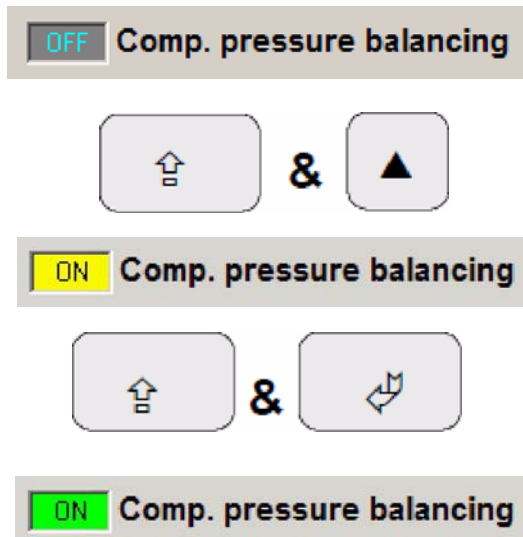 OFF Comp. pressure balancing
&
ON Comp. pressure balancing
&
ON Comp. pressure balancing